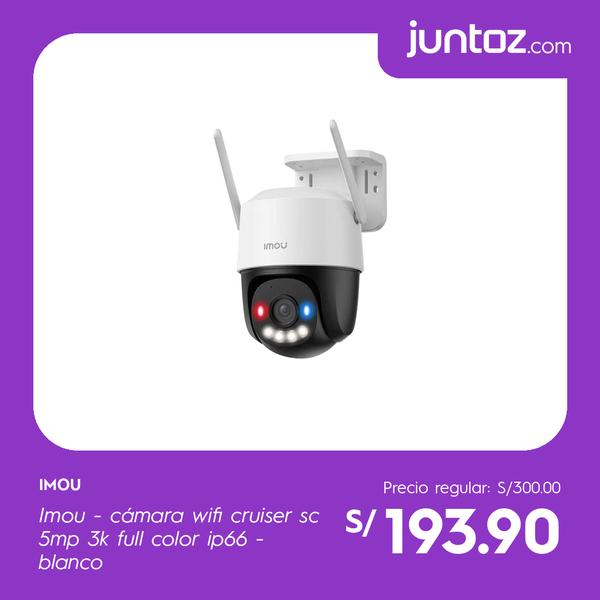 juntoz.com
imou
IMOU
Imou - cámara wifi cruiser sc
5mp 3k full color ip66 -
blanco
Precio regular: S/300.00
S/193.90